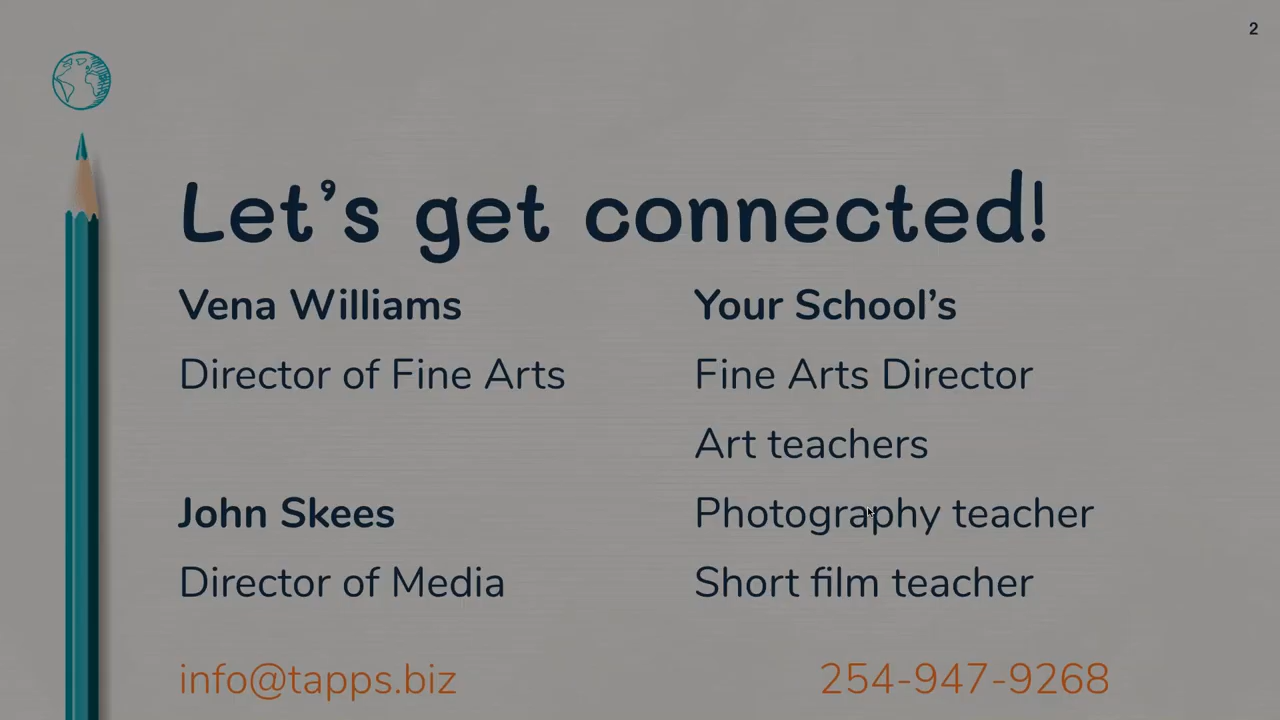 2
Let’s get connected!
Vena Williams
Director of Fine Arts
John Skees
Director of Media
Your School’s
Fine Arts Director
Art teachers
Photography teacher
Short film teacher
info@tapps.biz
254-947-9268